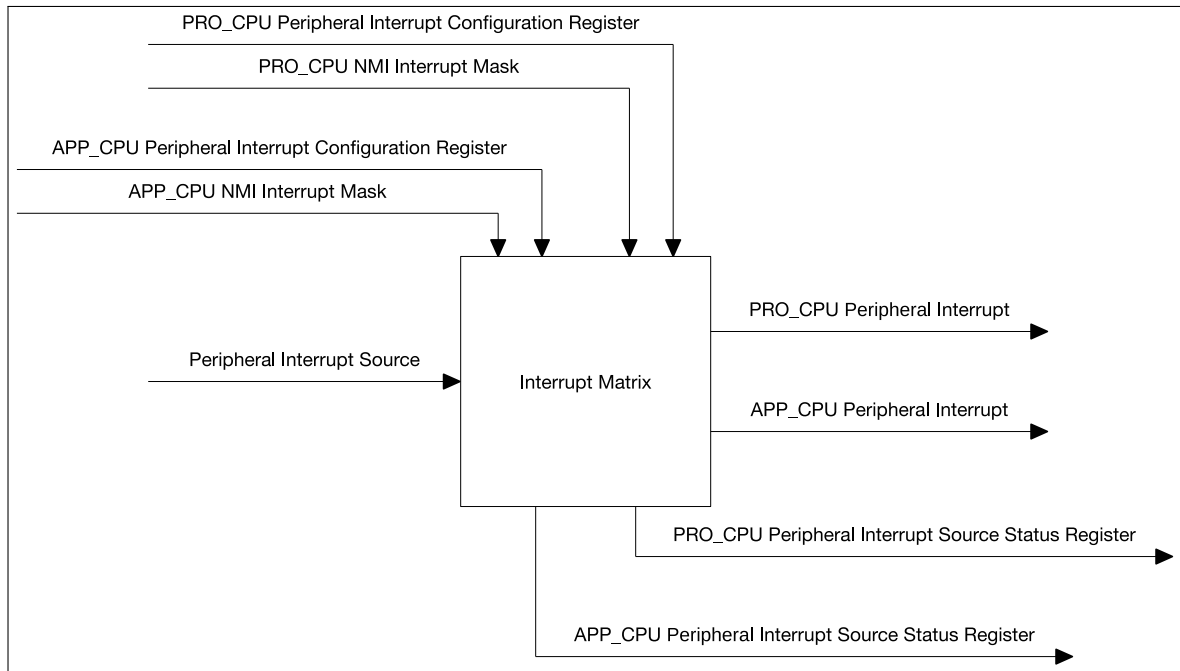 PRO_CPU Peripheral Interrupt Configuration Register
PRO_CPU NMI Interrupt Mask
APP_CPU Peripheral Interrupt Configuration Register
APP_CPU NMI Interrupt Mask
PRO_CPU Peripheral Interrupt
Peripheral Interrupt Source
Interrupt Matrix
APP_CPU Peripheral Interrupt
PRO_CPU Peripheral Interrupt Source Status Register
APP_CPU Peripheral Interrupt Source Status Register